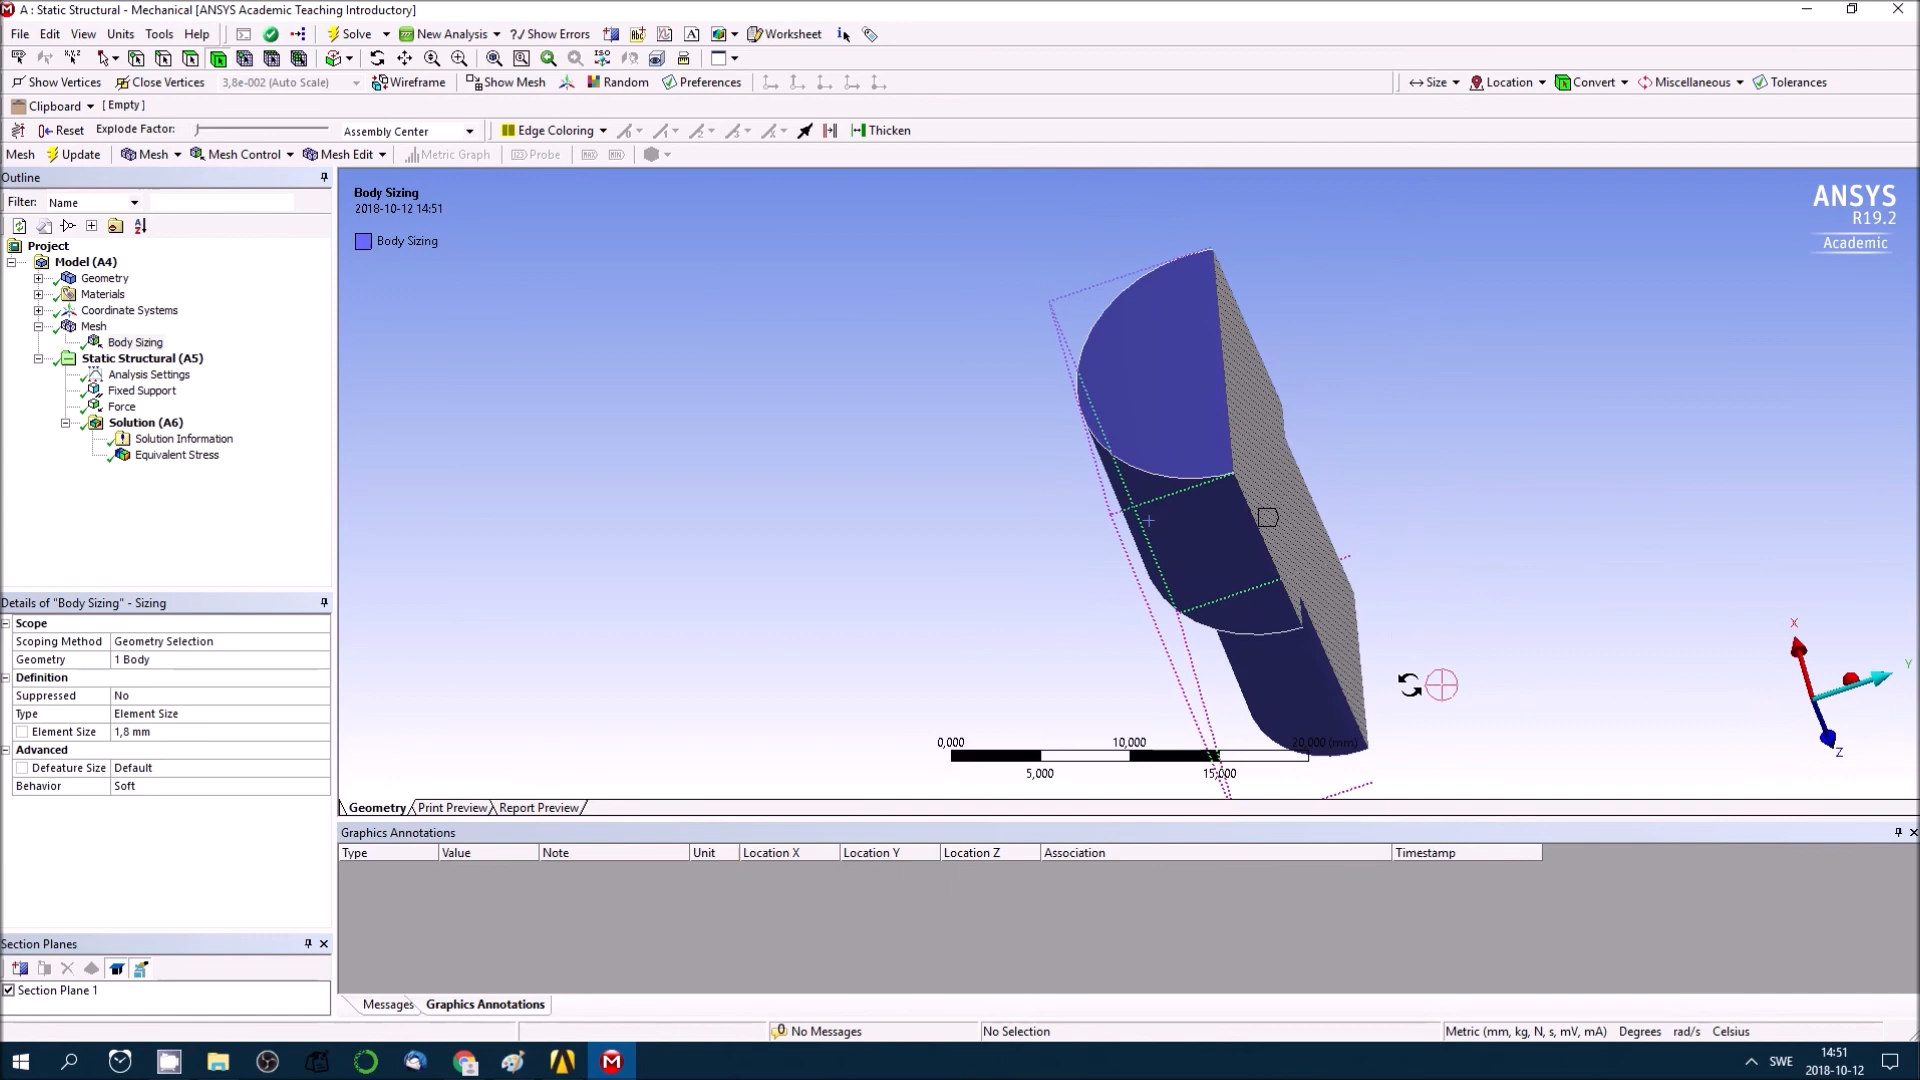 A : Static Structural - Mechanical [ANSYS Academic Teaching Introductory]
File Edit View Units Tools Help Solve New Analysis ?/ Show Errors Worksheet
ISO
Show Vertices Close Vertices 3,8e-002 (Auto Scale) Wireframe Show Mesh Random Preferences Size Location Convert Miscellaneous Tolerances
Clipboard [ Empty ]
Reset Explode Factor: Assembly Center Edge Coloring Thicken
Mesh Update Mesh Mesh Control Mesh Edit Metric Graph Probe MAX MIN
Outline
Filter: Name
Project
Model (A4)
Geometry
Materials
Coordinate Systems
Mesh
Body Sizing
Static Structural (A5)
Analysis Settings
Fixed Support
Force
Solution (A6)
Solution Information
Equivalent Stress
Details of "Body Sizing" - Sizing
Scope
Scoping Method Geometry Selection
Geometry 1 Body
Definition
Suppressed No
Type Element Size
Element Size 1,8 mm
Advanced
Defeature Size Default
Behavior Soft
Section Planes
Section Plane 1
Body Sizing
2018-10-12 14:51
Body Sizing
ANSYS
R19.2
Academic
X
Y
Z
0,000 10,000 20,000 (mm)
5,000 15,000
Geometry Print Preview Report Preview
Graphics Annotations
Type Value Note Unit Location X Location Y Location Z Association Timestamp
Messages Graphics Annotations
No Messages No Selection Metric (mm, kg, N, s, mV, mA) Degrees rad/s Celsius
SWE 14:51
2018-10-12